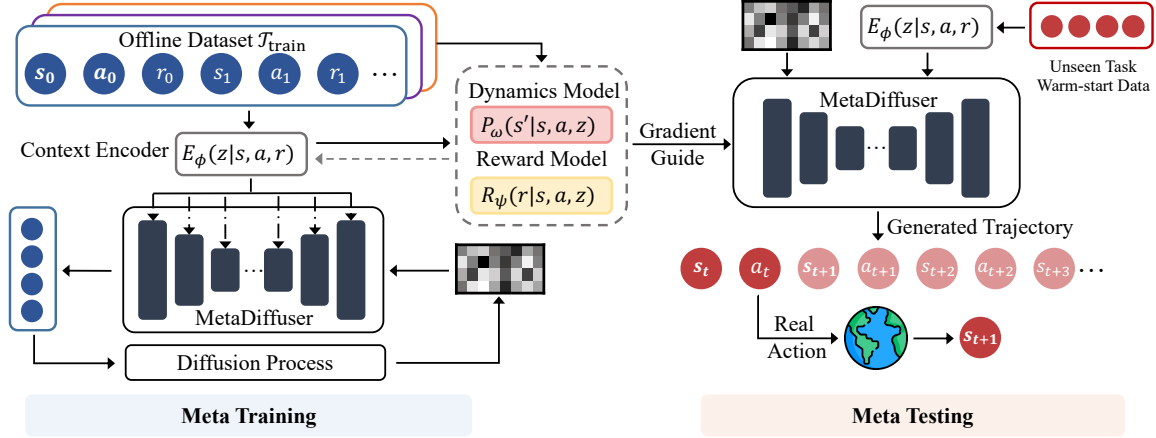 Offline Dataset 𝒯train
s0 a0 r0 s1 a1 r1 ...
Context Encoder
Eϕ(z|s, a, r)
Dynamics Model
Pω(s′|s, a, z)
Reward Model
Rψ(r|s, a, z)
...
MetaDiffuser
Diffusion Process
Meta Training
Gradient
Guide
Eϕ(z|s, a, r)
Unseen Task
Warm-start Data
MetaDiffuser
...
Generated Trajectory
st at st+1 at+1 st+2 at+2 st+3 ...
Real
Action
st+1
Meta Testing